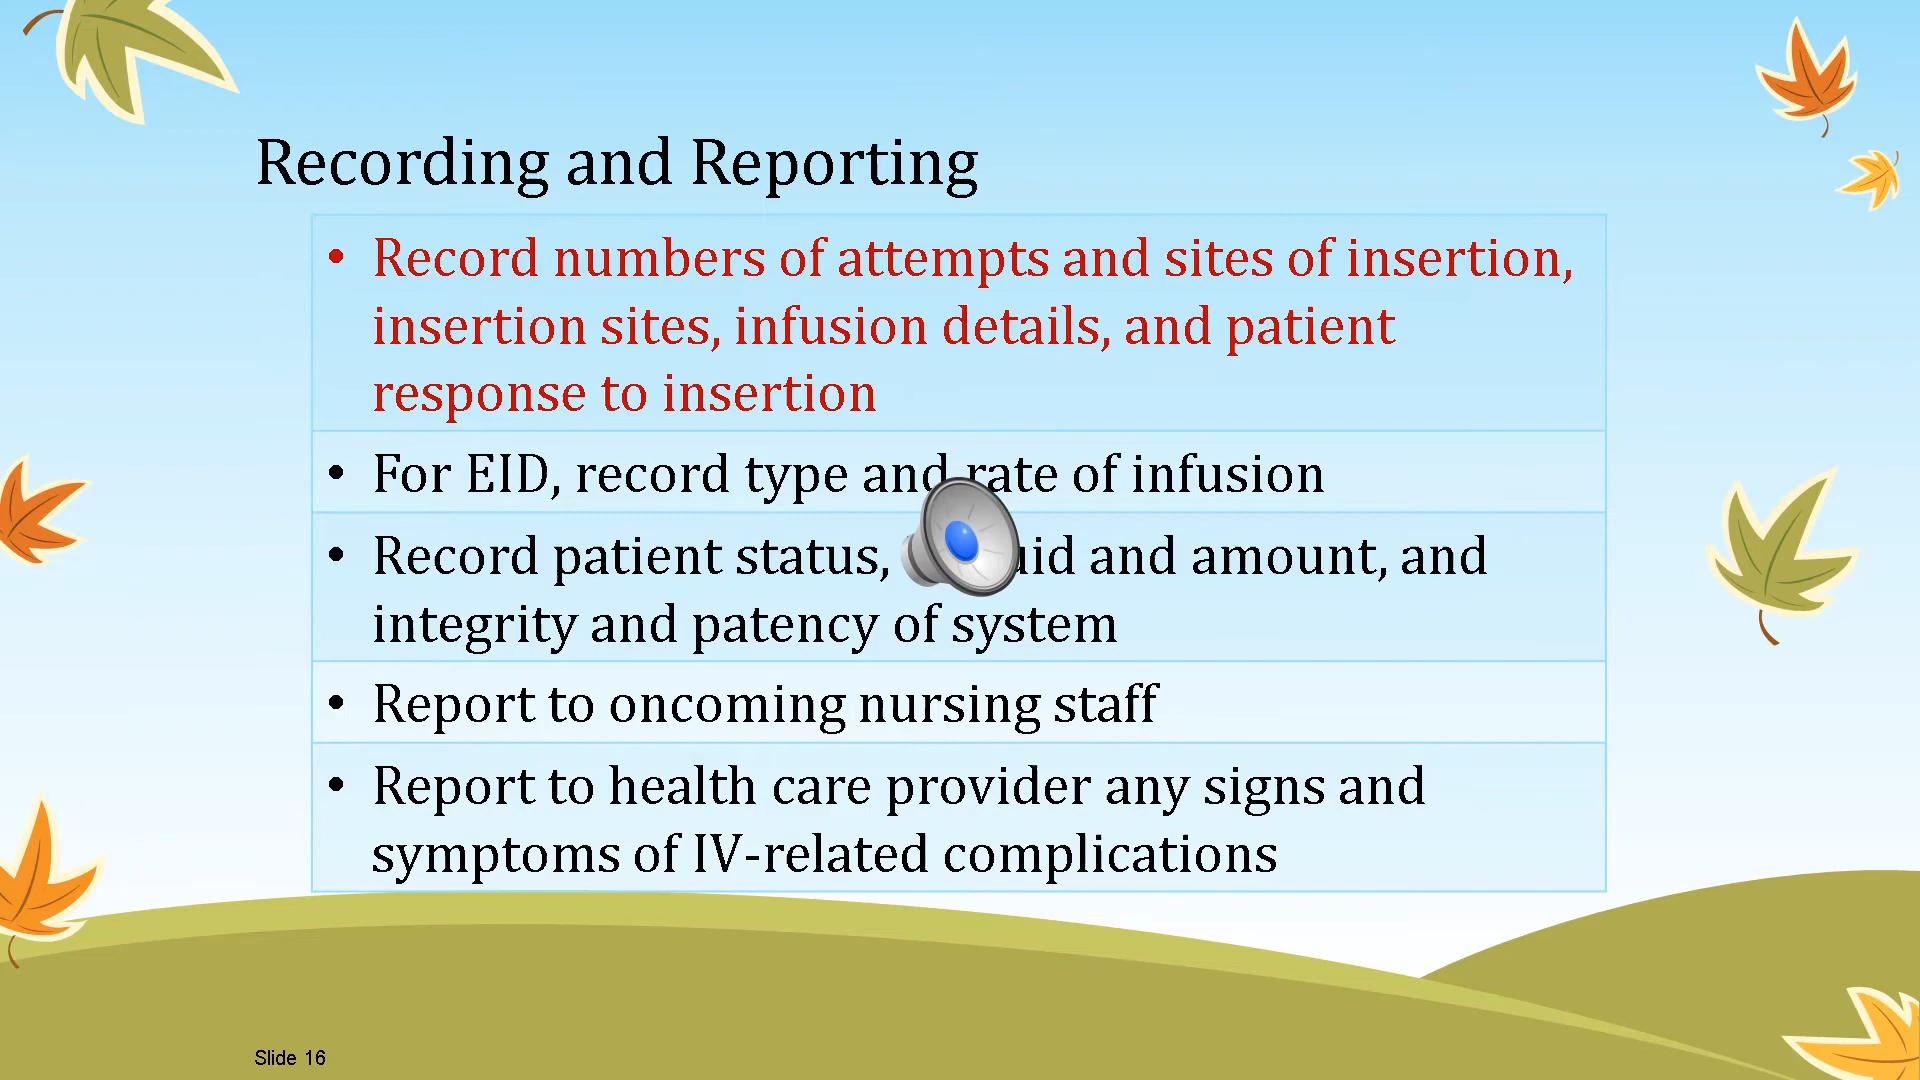 Recording and Reporting
• Record numbers of attempts and sites of insertion,
insertion sites, infusion details, and patient
response to insertion
• For EID, record type and rate of infusion
• Record patient status, and amount, and
integrity and patency of system
• Report to oncoming nursing staff
• Report to health care provider any signs and
symptoms of IV-related complications
Slide 16